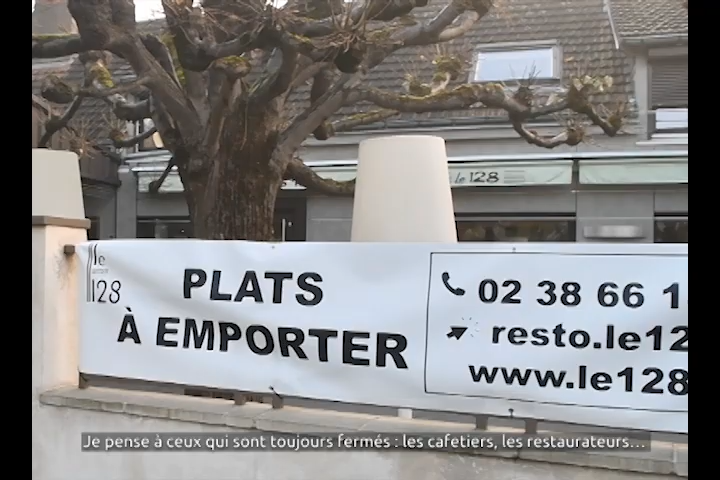 le 128
le
128
PLATS
À EMPORTER
02 38 66 1
resto.le12
www.le128
Je pense à ceux qui sont toujours fermés : les cafetiers, les restaurateurs…